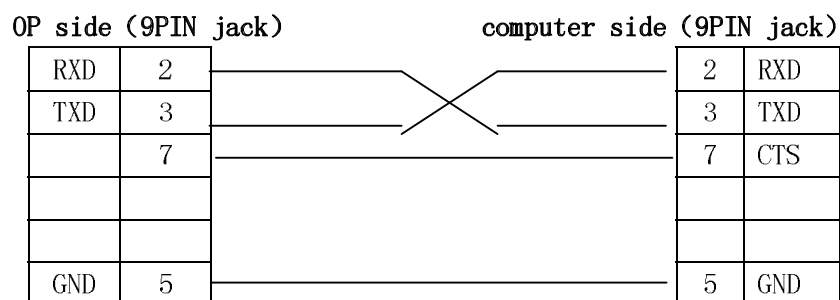 OP side (9PIN jack) computer side (9PIN jack)
RXD 2 2 RXD
TXD 3 3 TXD
7 7 CTS
GND 5 5 GND